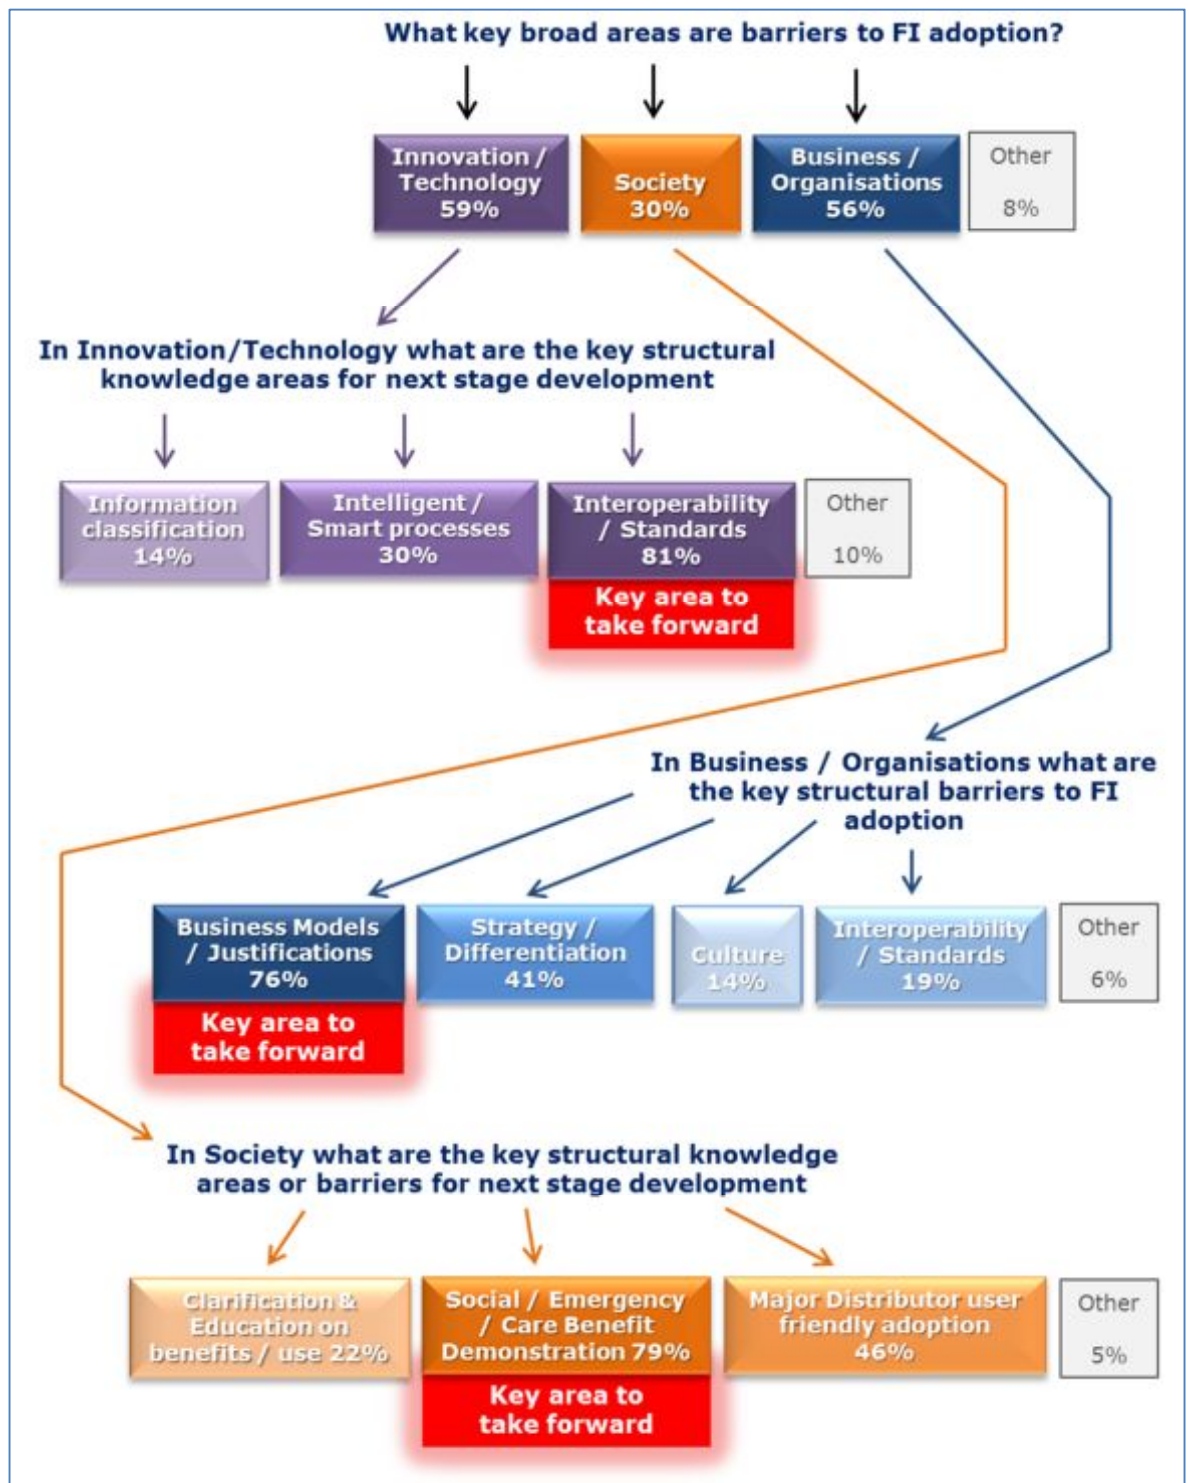 What key broad areas are barriers to FI adoption?
Innovation /
Technology
59%
Society
30%
Business /
Organisations
56%
Other
8%
In Innovation/Technology what are the key structural
knowledge areas for next stage development
Information
classification
14%
Intelligent /
Smart processes
30%
Interoperability
/ Standards
81%
Key area to
take forward
Other
10%
In Business / Organisations what are
the key structural barriers to FI
adoption
Business Models
/ Justifications
76%
Key area to
take forward
Strategy /
Differentiation
41%
Culture
14%
Interoperability
/ Standards
19%
Other
6%
In Society what are the key structural knowledge
areas or barriers for next stage development
Clarification &
Education on
benefits / use 22%
Social / Emergency
/ Care Benefit
Demonstration 79%
Key area to
take forward
Major Distributor user
friendly adoption
46%
Other
5%